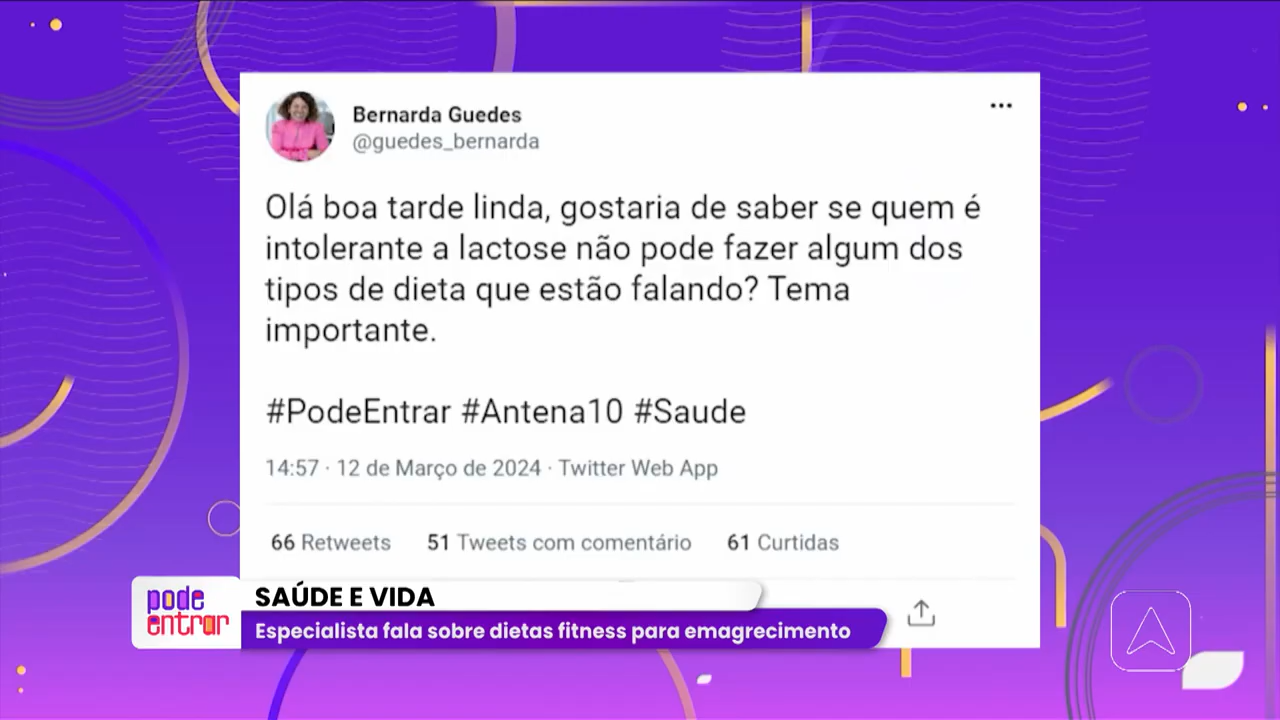 Bernarda Guedes
@guedes_bernarda
Olá boa tarde linda, gostaria de saber se quem é
intolerante a lactose não pode fazer algum dos
tipos de dieta que estão falando? Tema
importante.
#PodeEntrar #Antena10 #Saude
14:57 · 12 de Março de 2024 · Twitter Web App
66 Retweets 51 Tweets com comentário 61 Curtidas
pode
entrar
SAÚDE E VIDA
Especialista fala sobre dietas fitness para emagrecimento